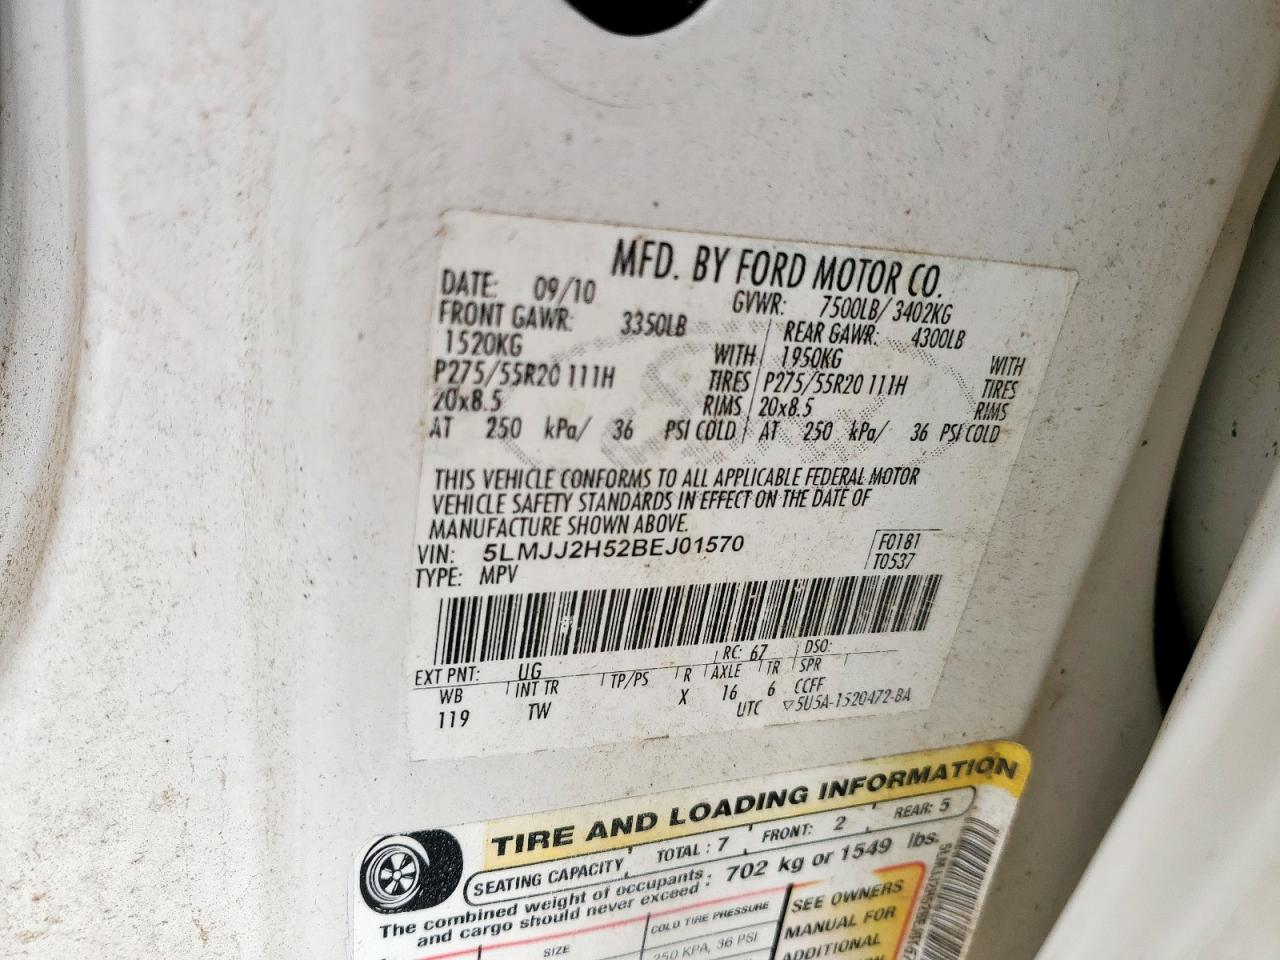 MFD. BY FORD MOTOR CO.
DATE: 09/10 GVWR: 7500LB/3402KG
FRONT GAWR: 3350LB REAR GAWR: 4300LB
1520KG WITH 1950KG WITH
P275/55R20 111H TIRES P275/55R20 111H TIRES
20x8.5 RIMS 20x8.5 RIMS
AT 250 kPa/ 36 PSI COLD AT 250 kPa/ 36 PSI COLD
THIS VEHICLE CONFORMS TO ALL APPLICABLE FEDERAL MOTOR
VEHICLE SAFETY STANDARDS IN EFFECT ON THE DATE OF
MANUFACTURE SHOWN ABOVE.
VIN: 5LMJJ2H52BEJ01570 F0181
TYPE: MPV T0537
EXT PNT: UG RC: 67 DSO:
WB INT TR TP/PS R AXLE TR SPR
119 TW X 16 6 CCFF
UTC ▽5U5A-1520472-BA
TIRE AND LOADING INFORMATION
SEATING CAPACITY TOTAL : 7 FRONT: 2 REAR: 5
The combined weight of occupants and cargo should never exceed : 702 kg or 1549 lbs.
SIZE COLD TIRE PRESSURE
250 KPA, 36 PSI
SEE OWNERS
MANUAL FOR
ADDITIONAL